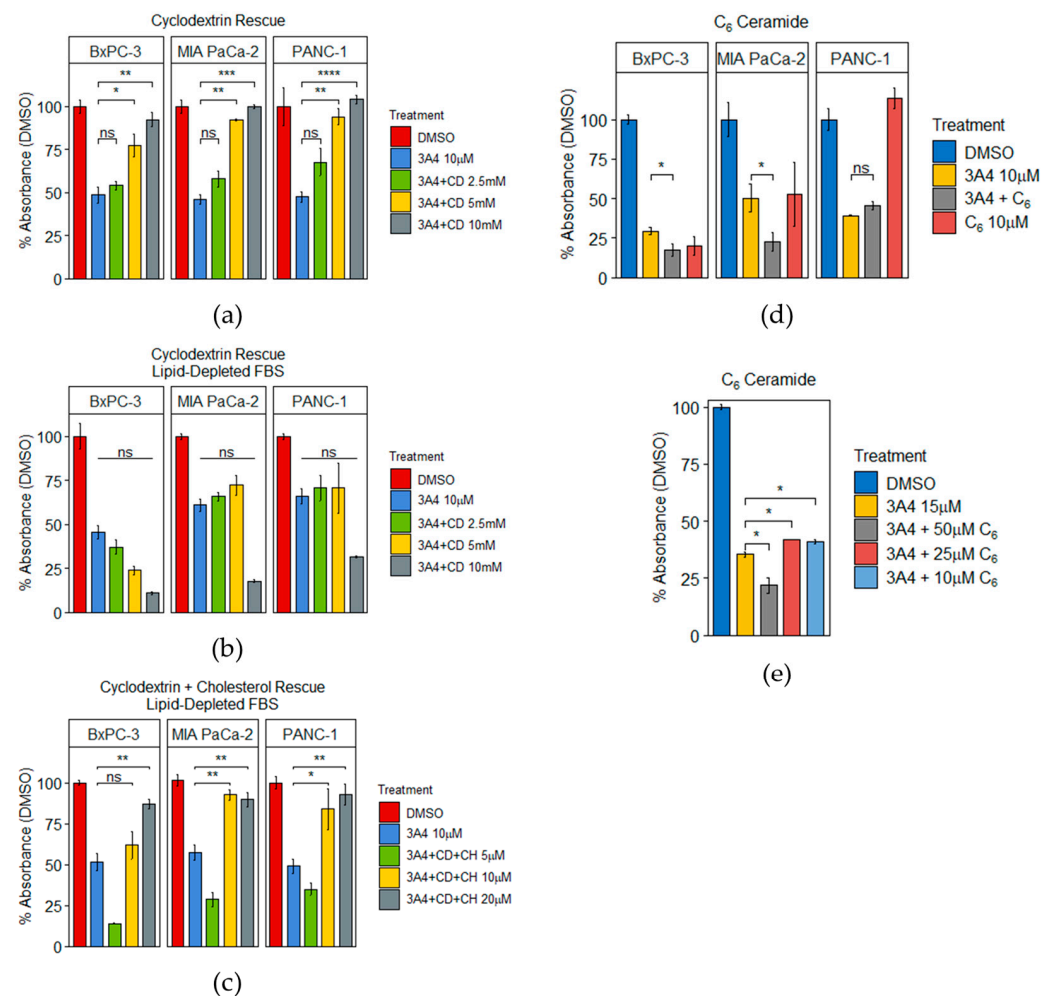 Cyclodextrin Rescue
BxPC-3
MIA PaCa-2
PANC-1
% Absorbance (DMSO)
100
75
50
25
0
** * ns
*** ** ns
**** ** ns
Treatment
DMSO
3A4 10μM
3A4+CD 2.5mM
3A4+CD 5mM
3A4+CD 10mM
(a)
Cyclodextrin Rescue
Lipid-Depleted FBS
BxPC-3
MIA PaCa-2
PANC-1
% Absorbance (DMSO)
100
75
50
25
0
ns
ns
ns
Treatment
DMSO
3A4 10μM
3A4+CD 2.5mM
3A4+CD 5mM
3A4+CD 10mM
(b)
Cyclodextrin + Cholesterol Rescue
Lipid-Depleted FBS
BxPC-3
MIA PaCa-2
PANC-1
% Absorbance (DMSO)
100
75
50
25
0
** ns
** **
** *
Treatment
DMSO
3A4 10μM
3A4+CD+CH 5μM
3A4+CD+CH 10μM
3A4+CD+CH 20μM
(c)
C₆ Ceramide
BxPC-3
MIA PaCa-2
PANC-1
% Absorbance (DMSO)
100
75
50
25
0
*
*
ns
Treatment
DMSO
3A4 10μM
3A4 + C₆
C₆ 10μM
(d)
C₆ Ceramide
% Absorbance (DMSO)
100
75
50
25
0
*
*
*
Treatment
DMSO
3A4 15μM
3A4 + 50μM C₆
3A4 + 25μM C₆
3A4 + 10μM C₆
(e)